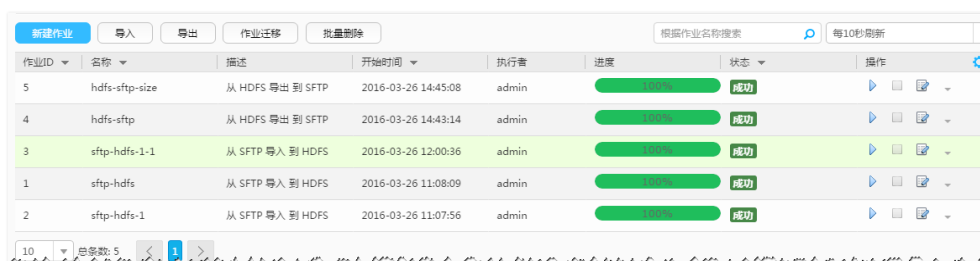 新建作业 导入 导出 作业迁移 批量删除 根据作业名称搜索 每10秒刷新
作业ID 名称 描述 开始时间 执行者 进度 状态 操作
5 hdfs-sftp-size 从 HDFS 导出 到 SFTP 2016-03-26 14:45:08 admin 100% 成功
4 hdfs-sftp 从 HDFS 导出 到 SFTP 2016-03-26 14:43:14 admin 100% 成功
3 sftp-hdfs-1-1 从 SFTP 导入 到 HDFS 2016-03-26 12:00:36 admin 100% 成功
1 sftp-hdfs 从 SFTP 导入 到 HDFS 2016-03-26 11:08:09 admin 100% 成功
2 sftp-hdfs-1 从 SFTP 导入 到 HDFS 2016-03-26 11:07:56 admin 100% 成功
10 总条数: 5 < 1 >